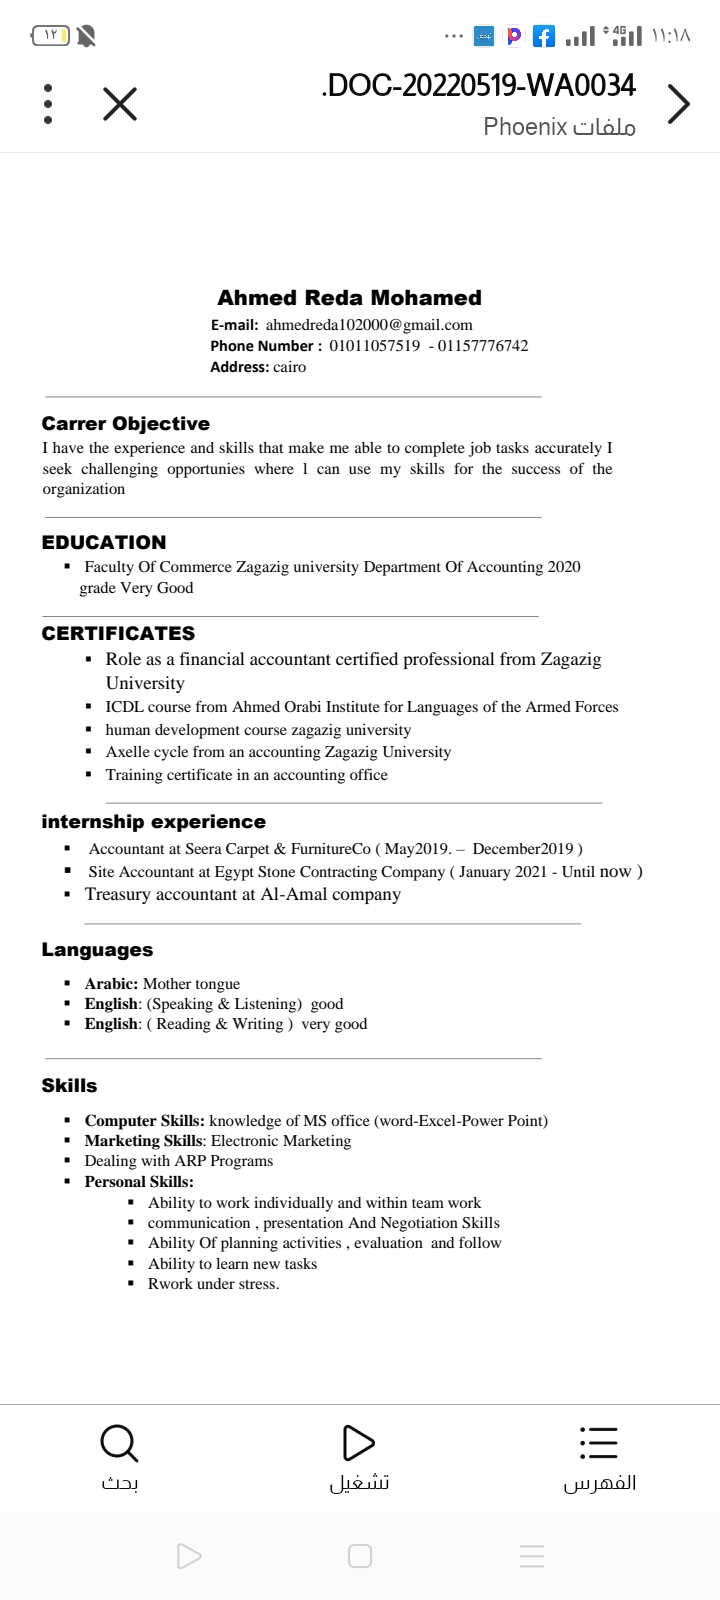 ١٢ ... 4G ١١:١٨
DOC-20220519-WA0034.
ملفات Phoenix
Ahmed Reda Mohamed
E-mail: ahmedreda102000@gmail.com
Phone Number : 01011057519 - 01157776742
Address: cairo
Carrer Objective
I have the experience and skills that make me able to complete job tasks accurately I
seek challenging opportunies where l can use my skills for the success of the
organization
EDUCATION
▪ Faculty Of Commerce Zagazig university Department Of Accounting 2020
grade Very Good
CERTIFICATES
▪ Role as a financial accountant certified professional from Zagazig
University
▪ ICDL course from Ahmed Orabi Institute for Languages of the Armed Forces
▪ human development course zagazig university
▪ Axelle cycle from an accounting Zagazig University
▪ Training certificate in an accounting office
internship experience
▪ Accountant at Seera Carpet & FurnitureCo ( May2019. – December2019 )
▪ Site Accountant at Egypt Stone Contracting Company ( January 2021 - Until now )
▪ Treasury accountant at Al-Amal company
Languages
▪ Arabic: Mother tongue
▪ English: (Speaking & Listening) good
▪ English: ( Reading & Writing ) very good
Skills
▪ Computer Skills: knowledge of MS office (word-Excel-Power Point)
▪ Marketing Skills: Electronic Marketing
▪ Dealing with ARP Programs
▪ Personal Skills:
▪ Ability to work individually and within team work
▪ communication , presentation And Negotiation Skills
▪ Ability Of planning activities , evaluation and follow
▪ Ability to learn new tasks
▪ Rwork under stress.
الفهرس تشغيل بحث